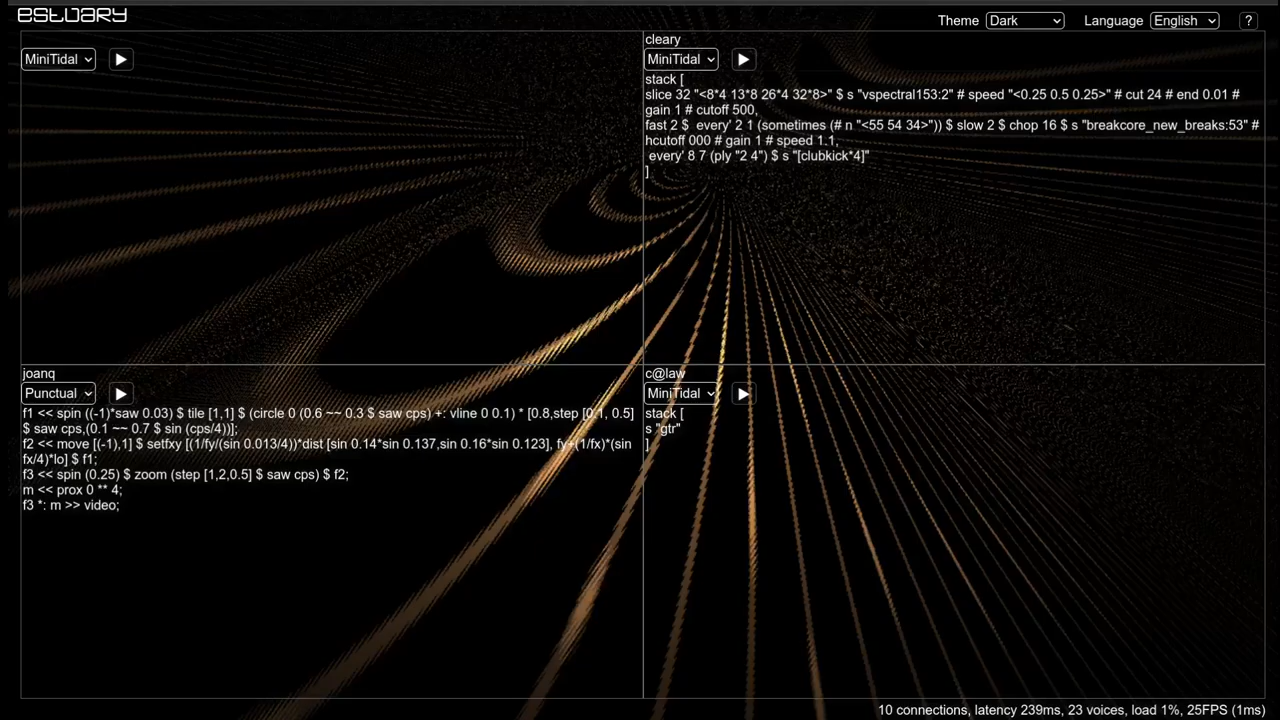 estuary
Theme Dark Language English ?
MiniTidal
cleary
MiniTidal
stack [
slice 32 "<8*4 13*8 26*4 32*8>" $ s "vspectral153:2" # speed "<0.25 0.5 0.25>" # cut 24 # end 0.01 #
gain 1 # cutoff 500,
fast 2 $  every' 2 1 (sometimes (# n "<55 54 34>")) $ slow 2 $ chop 16 $ s "breakcore_new_breaks:53" #
hcutoff 000 # gain 1 # speed 1.1,
every' 8 7 (ply "2 4") $ s "[clubkick*4]"
]
joanq
Punctual
f1 << spin ((-1)*saw 0.03) $ tile [1,1] $ (circle 0 (0.6 ~~ 0.3 $ saw cps) +: vline 0 0.1) * [0.8,step [0.1, 0.5]
$ saw cps,(0.1 ~~ 0.7 $ sin (cps/4))];
f2 << move [(-1),1] $ setfxy [(1/fy/(sin 0.013/4))*dist [sin 0.14*sin 0.137,sin 0.16*sin 0.123], fy+(1/fx)*(sin
fx/4)*lo] $ f1;
f3 << spin (0.25) $ zoom (step [1,2,0.5] $ saw cps) $ f2;
m << prox 0 ** 4;
f3 *: m >> video;
c@law
MiniTidal
stack [
s "gtr"
]
10 connections, latency 239ms, 23 voices, load 1%, 25FPS (1ms)